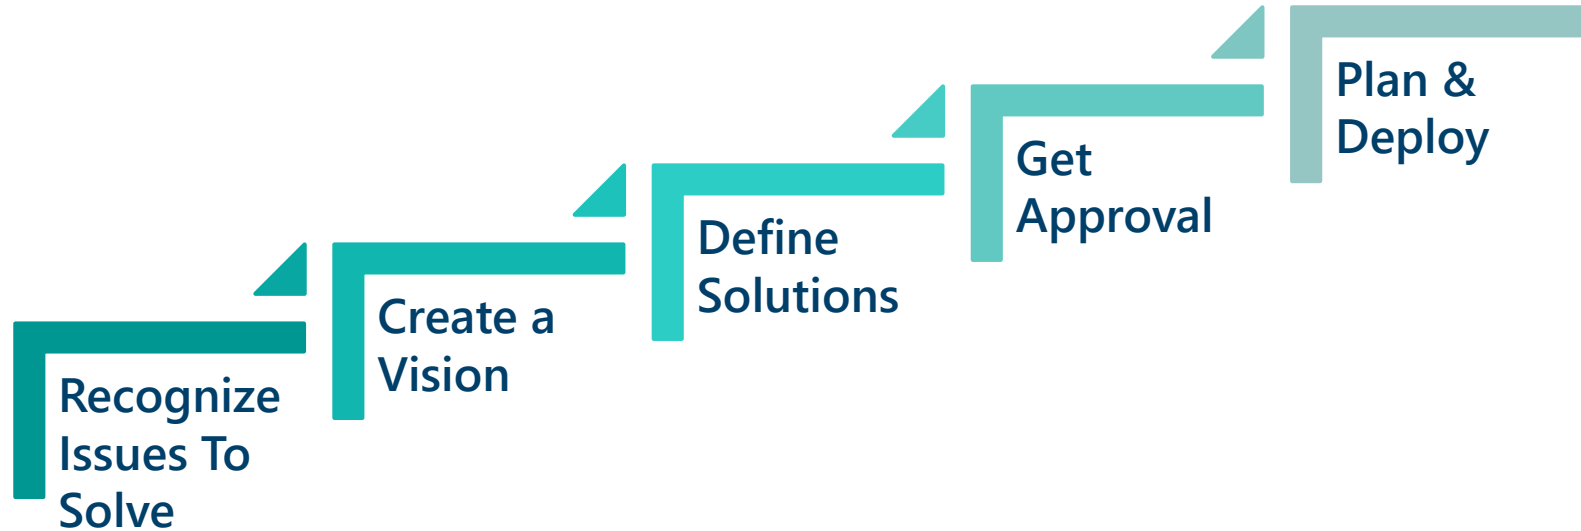 Recognize
Issues To
Solve
Create a
Vision
Define
Solutions
Get
Approval
Plan &
Deploy